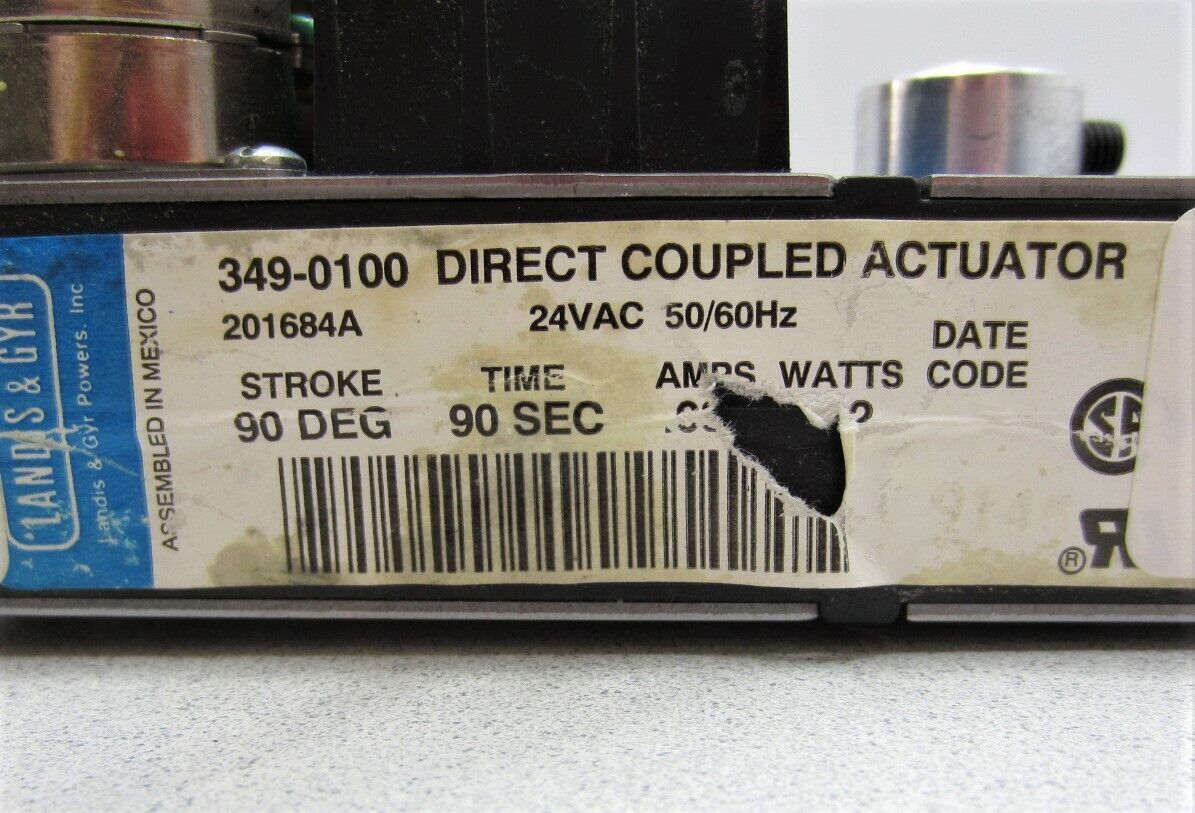 349-0100 DIRECT COUPLED ACTUATOR
201684A 24VAC 50/60Hz
DATE
STROKE TIME AMPS WATTS CODE
90 DEG 90 SEC
ASSEMBLED IN MEXICO
LANDIS & GYR
Landis & Gyr Powers. Inc
R ®